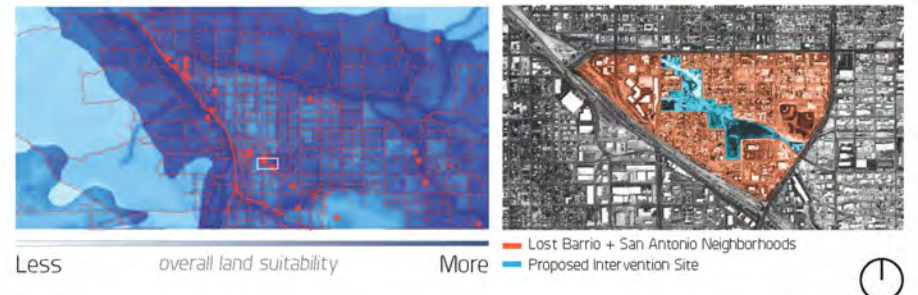 Less overall land suitability More
Lost Barrio + San Antonio Neighborhoods
Proposed Intervention Site